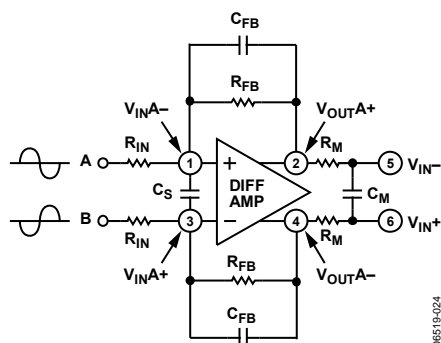 CFB
RFB
VINA–
VOUTA+
RIN
RM
A
1
+
2
5
VIN–
CS
DIFF
AMP
CM
B
3
–
4
6
VIN+
RIN
RM
VINA+
RFB
VOUTA–
CFB
06519-024